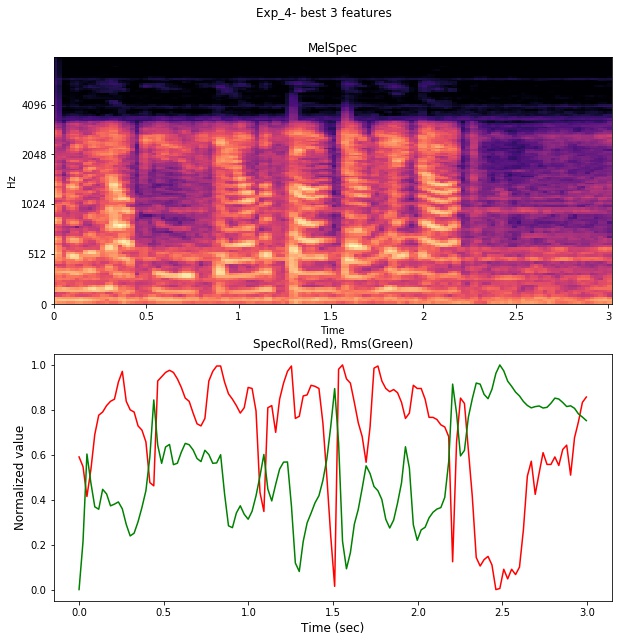 Exp_4- best 3 features
MelSpec
4096
2048
1024
512
0
Hz
0 0.5 1 1.5 2 2.5 3
Time
SpecRol(Red), Rms(Green)
1.0
0.8
0.6
0.4
0.2
0.0
Normalized value
0.0 0.5 1.0 1.5 2.0 2.5 3.0
Time (sec)